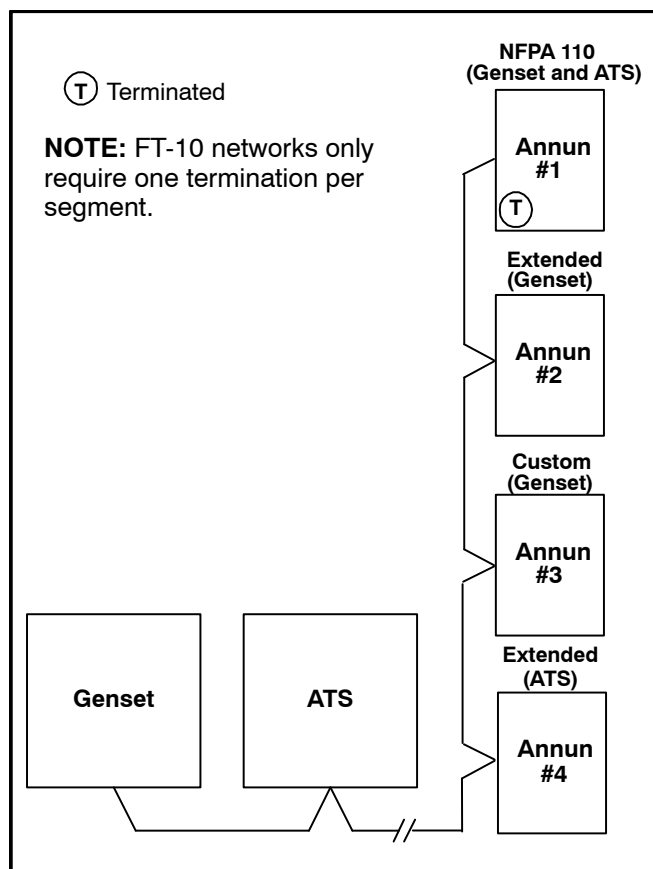 T Terminated
NOTE: FT-10 networks only
require one termination per
segment.
NFPA 110
(Genset and ATS)
Annun
#1
T
Extended
(Genset)
Annun
#2
Custom
(Genset)
Annun
#3
Extended
(ATS)
Annun
#4
Genset
ATS